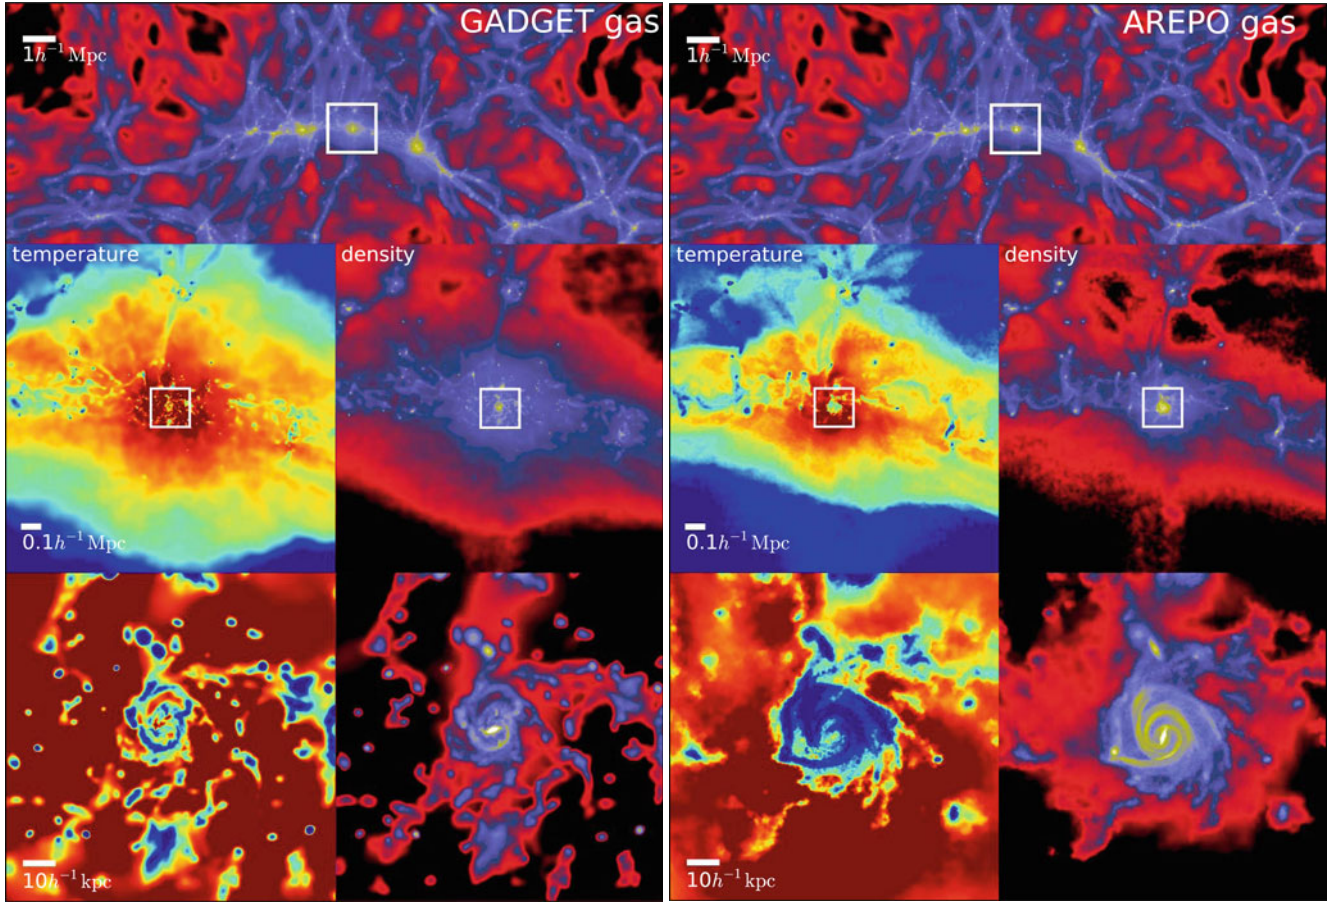 GADGET gas
1h⁻¹ Mpc
temperature
density
0.1h⁻¹ Mpc
10h⁻¹ kpc
AREPO gas
1h⁻¹ Mpc
temperature
density
0.1h⁻¹ Mpc
10h⁻¹ kpc